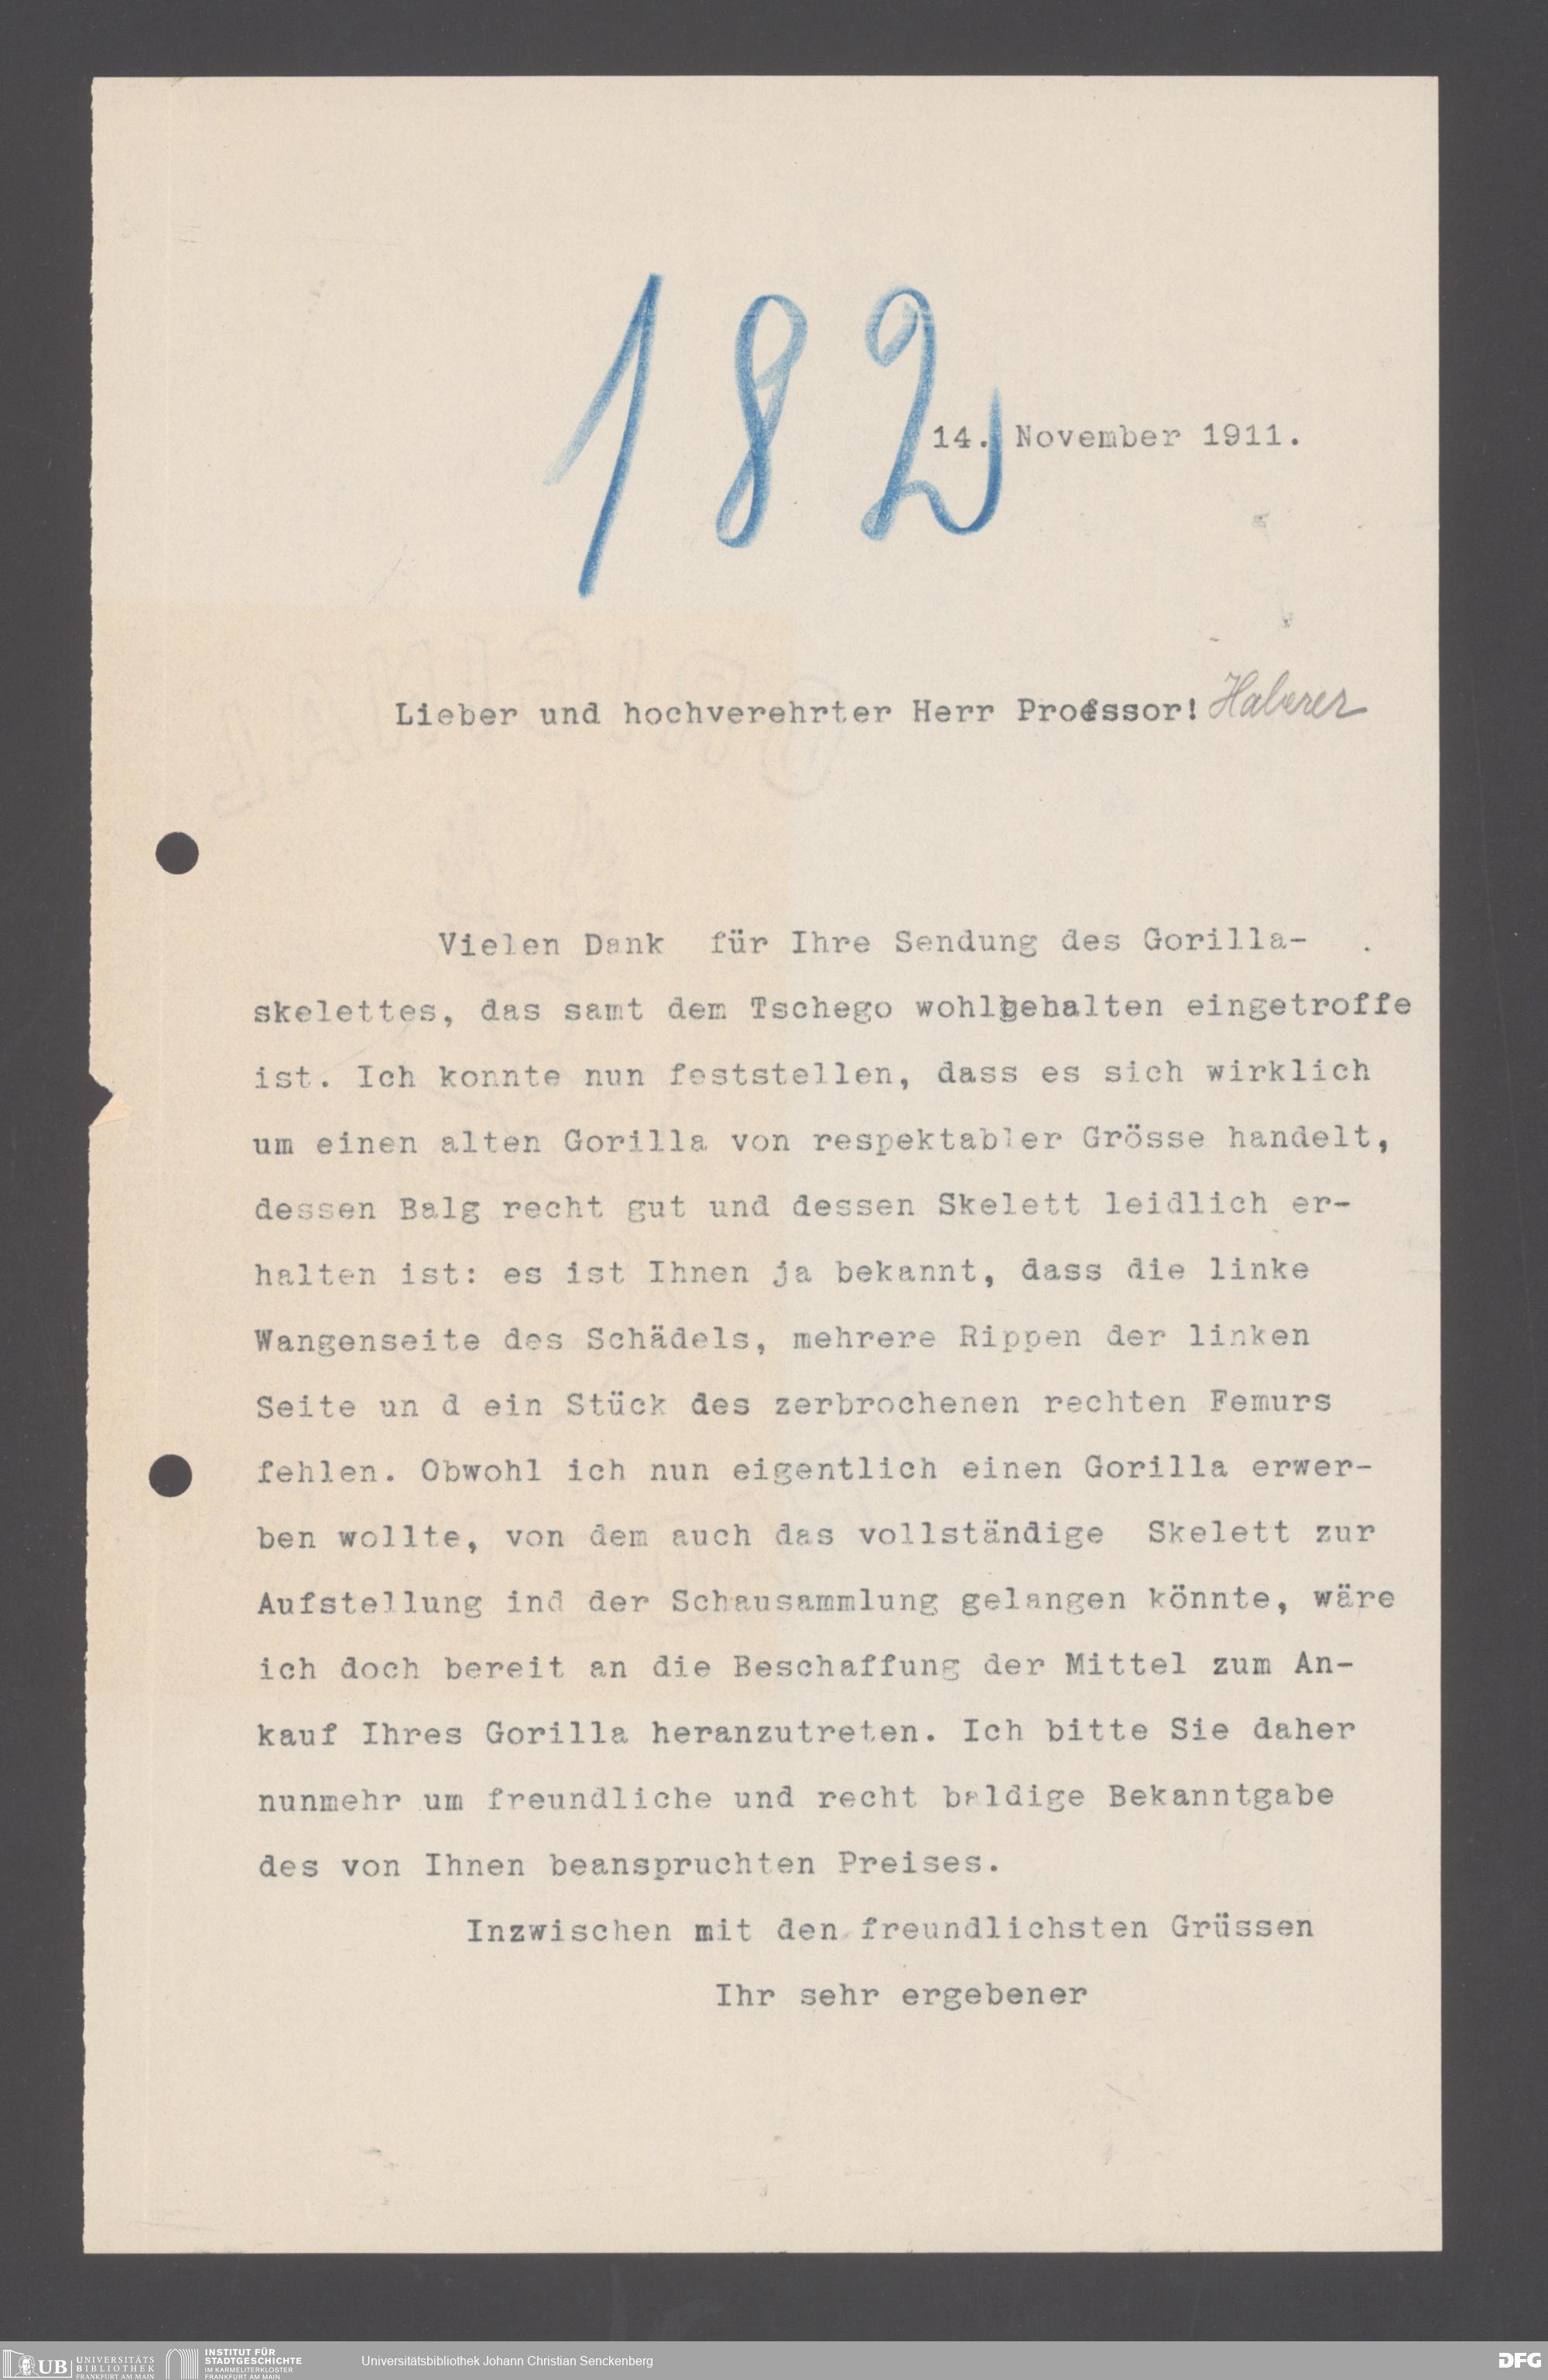 182
14. November 1911.
Lieber und hochverehrter Herr Proessor! Haberer
Vielen Dank für Ihre Sendung des Gorilla-
skelettes, das samt dem Tschego wohlgehalten eingetroffe
ist. Ich konnte nun feststellen, dass es sich wirklich
um einen alten Gorilla von respektabler Grösse handelt,
dessen Balg recht gut und dessen Skelett leidlich er-
halten ist: es ist Ihnen ja bekannt, dass die linke
Wangenseite des Schädels, mehrere Rippen der linken
Seite un d ein Stück des zerbrochenen rechten Femurs
fehlen. Obwohl ich nun eigentlich einen Gorilla erwer-
ben wollte, von dem auch das vollständige Skelett zur
Aufstellung ind der Schausammlung gelangen könnte, wäre
ich doch bereit an die Beschaffung der Mittel zum An-
kauf Ihres Gorilla heranzutreten. Ich bitte Sie daher
nunmehr um freundliche und recht baldige Bekanntgabe
des von Ihnen beanspruchten Preises.
Inzwischen mit den freundlichsten Grüssen
Ihr sehr ergebener
UB UNIVERSITÄTS
BIBLIOTHEK
FRANKFURT AM MAIN
INSTITUT FÜR
STADTGESCHICHTE
IM KARMELITERKLOSTER
FRANKFURT AM MAIN
Universitätsbibliothek Johann Christian Senckenberg
DFG